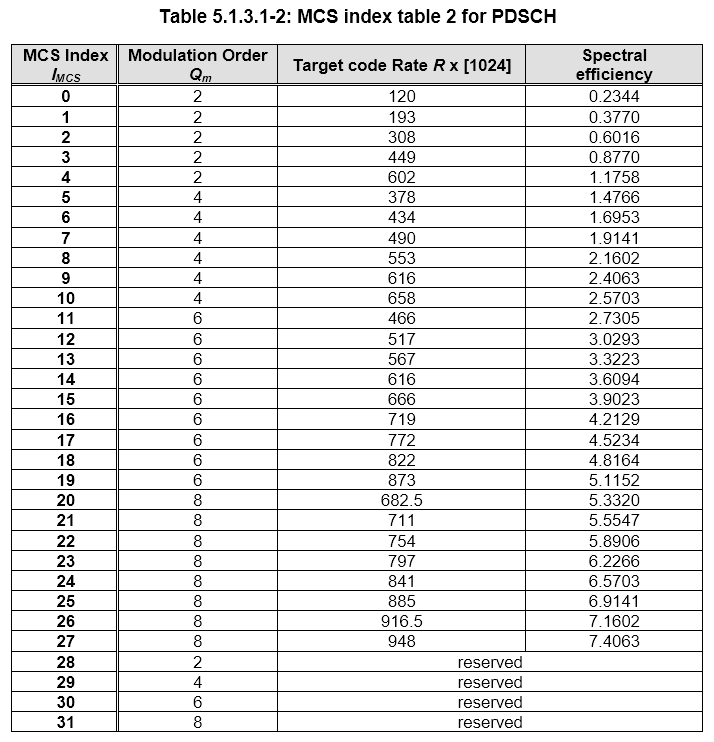 Table 5.1.3.1-2: MCS index table 2 for PDSCH
MCS Index Modulation Order Target code Rate R x [1024] Spectral
I_MCS Q_m efficiency
0 2 120 0.2344
1 2 193 0.3770
2 2 308 0.6016
3 2 449 0.8770
4 2 602 1.1758
5 4 378 1.4766
6 4 434 1.6953
7 4 490 1.9141
8 4 553 2.1602
9 4 616 2.4063
10 4 658 2.5703
11 6 466 2.7305
12 6 517 3.0293
13 6 567 3.3223
14 6 616 3.6094
15 6 666 3.9023
16 6 719 4.2129
17 6 772 4.5234
18 6 822 4.8164
19 6 873 5.1152
20 8 682.5 5.3320
21 8 711 5.5547
22 8 754 5.8906
23 8 797 6.2266
24 8 841 6.5703
25 8 885 6.9141
26 8 916.5 7.1602
27 8 948 7.4063
28 2 reserved
29 4 reserved
30 6 reserved
31 8 reserved